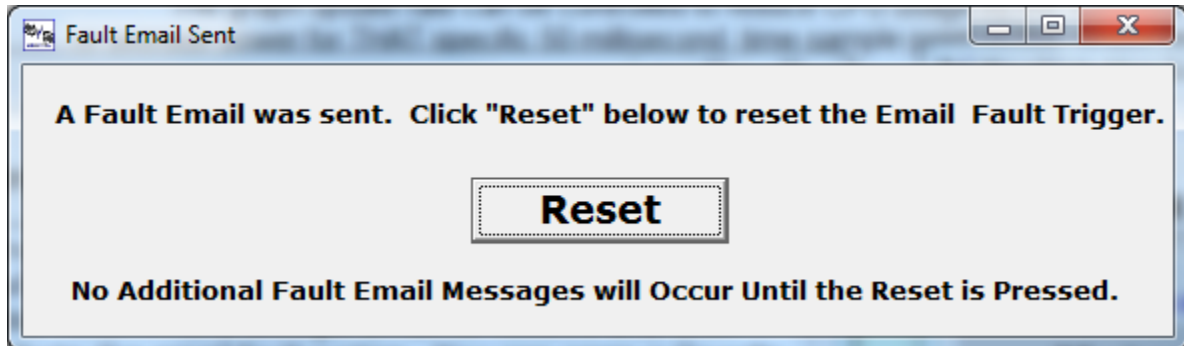 Fault Email Sent
A Fault Email was sent.  Click "Reset" below to reset the Email  Fault Trigger.
Reset
No Additional Fault Email Messages will Occur Until the Reset is Pressed.